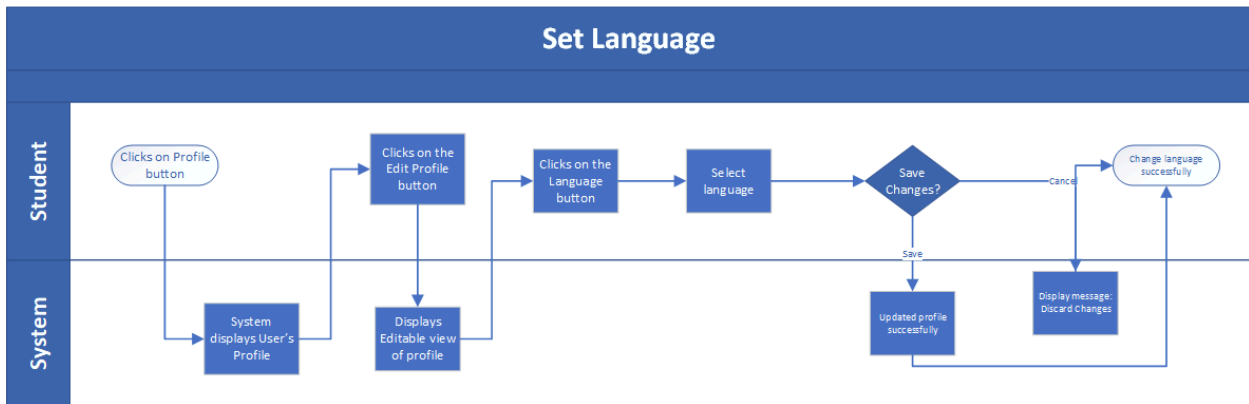 Set Language
Student
Clicks on Profile
button
Clicks on the
Edit Profile
button
Clicks on the
Language
button
Select
language
Save
Changes?
Cancel
Change language
successfully
Save
System
System
displays User's
Profile
Displays
Editable view
of profile
Updated profile
successfully
Display message:
Discard Changes